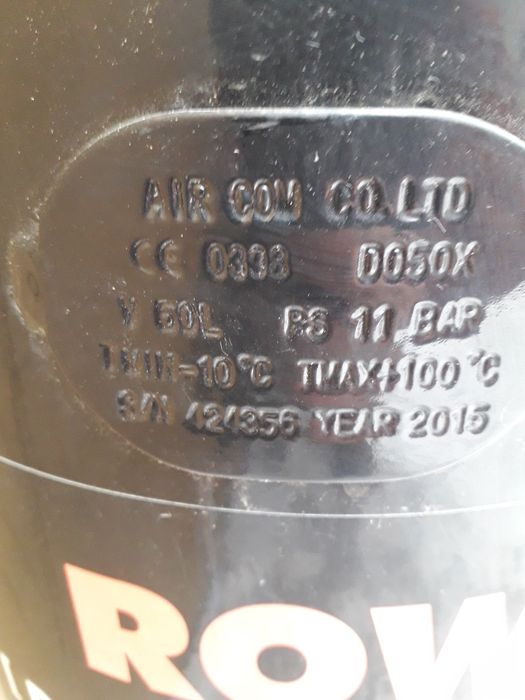 AIR COM CO.LTD
CE 0398 D050X
V 50L PS 11 BAR
TMIN-10°C TMAX+100°C
S/N 424356 YEAR 2015
ROW